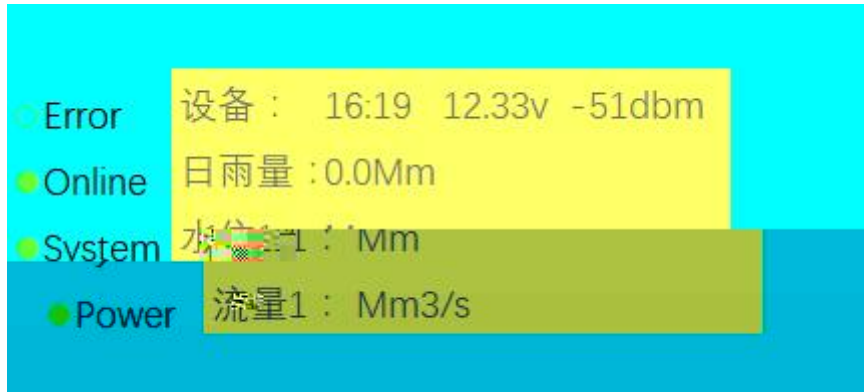 Error
设备： 16:19 12.33v -51dbm
Online
日雨量：0.0Mm
System
Mm
Power
流量1： Mm3/s